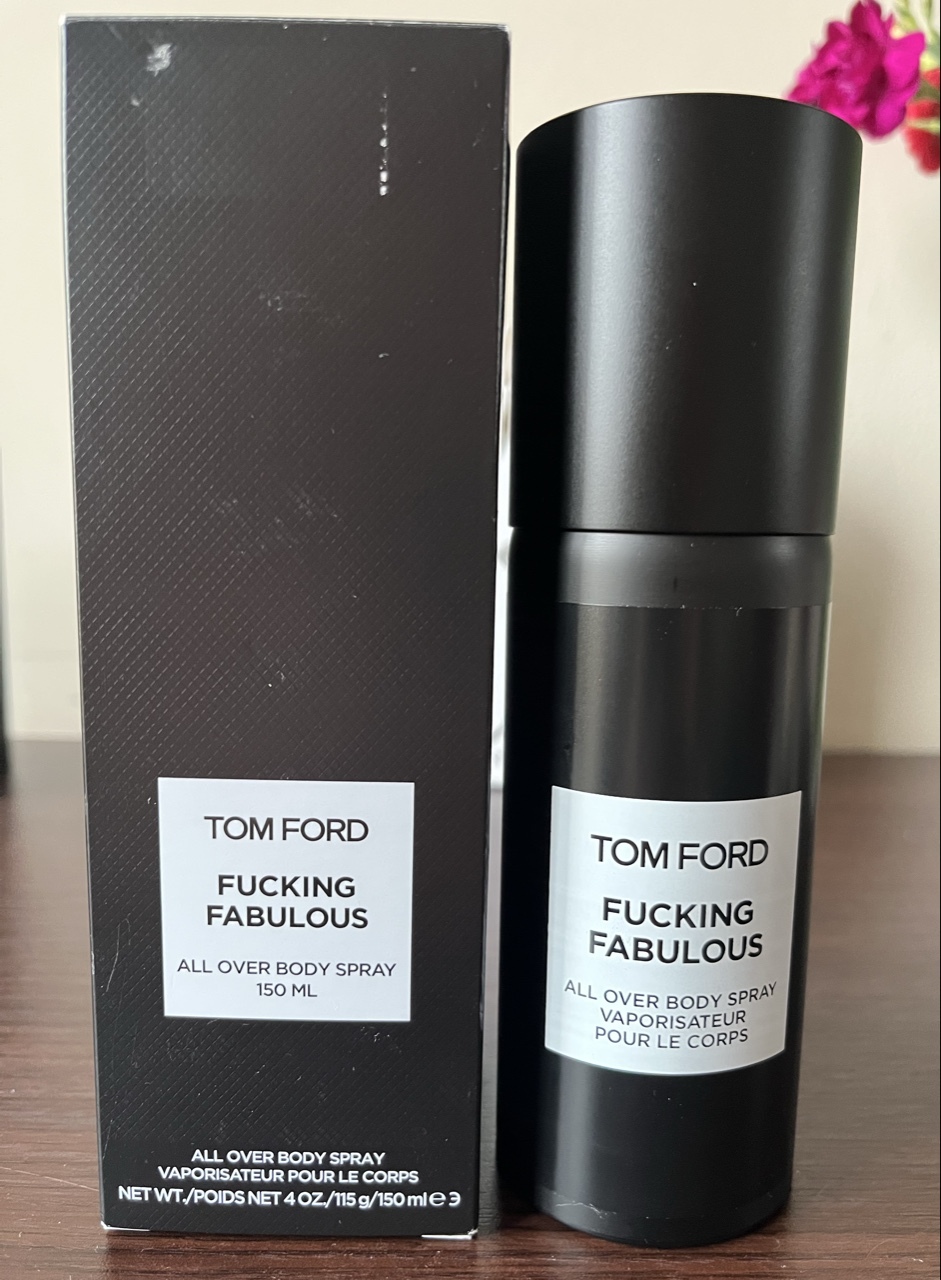 TOM FORD
FUCKING
FABULOUS
ALL OVER BODY SPRAY
150 ML
ALL OVER BODY SPRAY
VAPORISATEUR POUR LE CORPS
NET WT./POIDS NET 4 OZ./115 g/150 ml e 3
TOM FORD
FUCKING
FABULOUS
ALL OVER BODY SPRAY
VAPORISATEUR
POUR LE CORPS